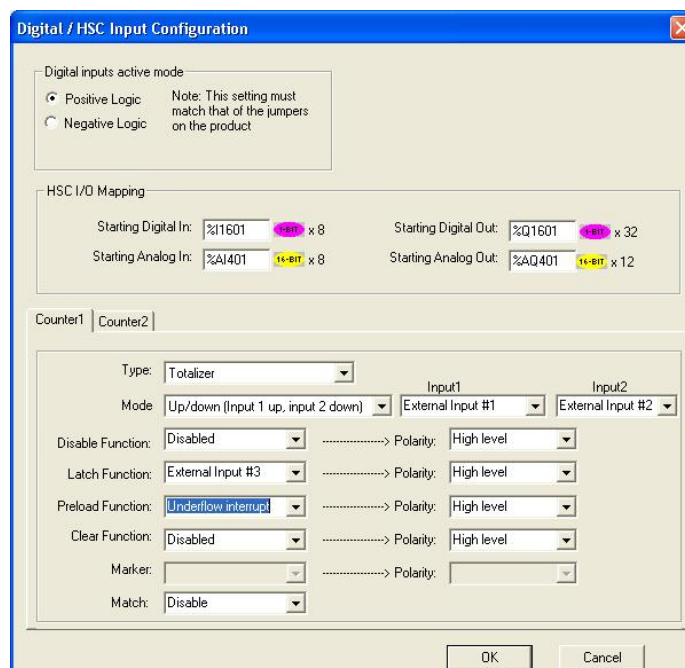 Digital / HSC Input Configuration
Digital inputs active mode
Positive Logic
Negative Logic
Note: This setting must
match that of the jumpers
on the product
HSC I/O Mapping
Starting Digital In: %I1601 1-BIT x 8
Starting Digital Out: %Q1601 1-BIT x 32
Starting Analog In: %AI401 16-BIT x 8
Starting Analog Out: %AQ401 16-BIT x 12
Counter1 Counter2
Type: Totalizer
Input1 Input2
Mode Up/down (Input 1 up, input 2 down) External Input #1 External Input #2
Disable Function: Disabled -----------------> Polarity: High level
Latch Function: External Input #3 -----------------> Polarity: High level
Preload Function: Underflow interrupt -----------------> Polarity: High level
Clear Function: Disabled -----------------> Polarity: High level
Marker: -----------------> Polarity:
Match: Disable
OK Cancel